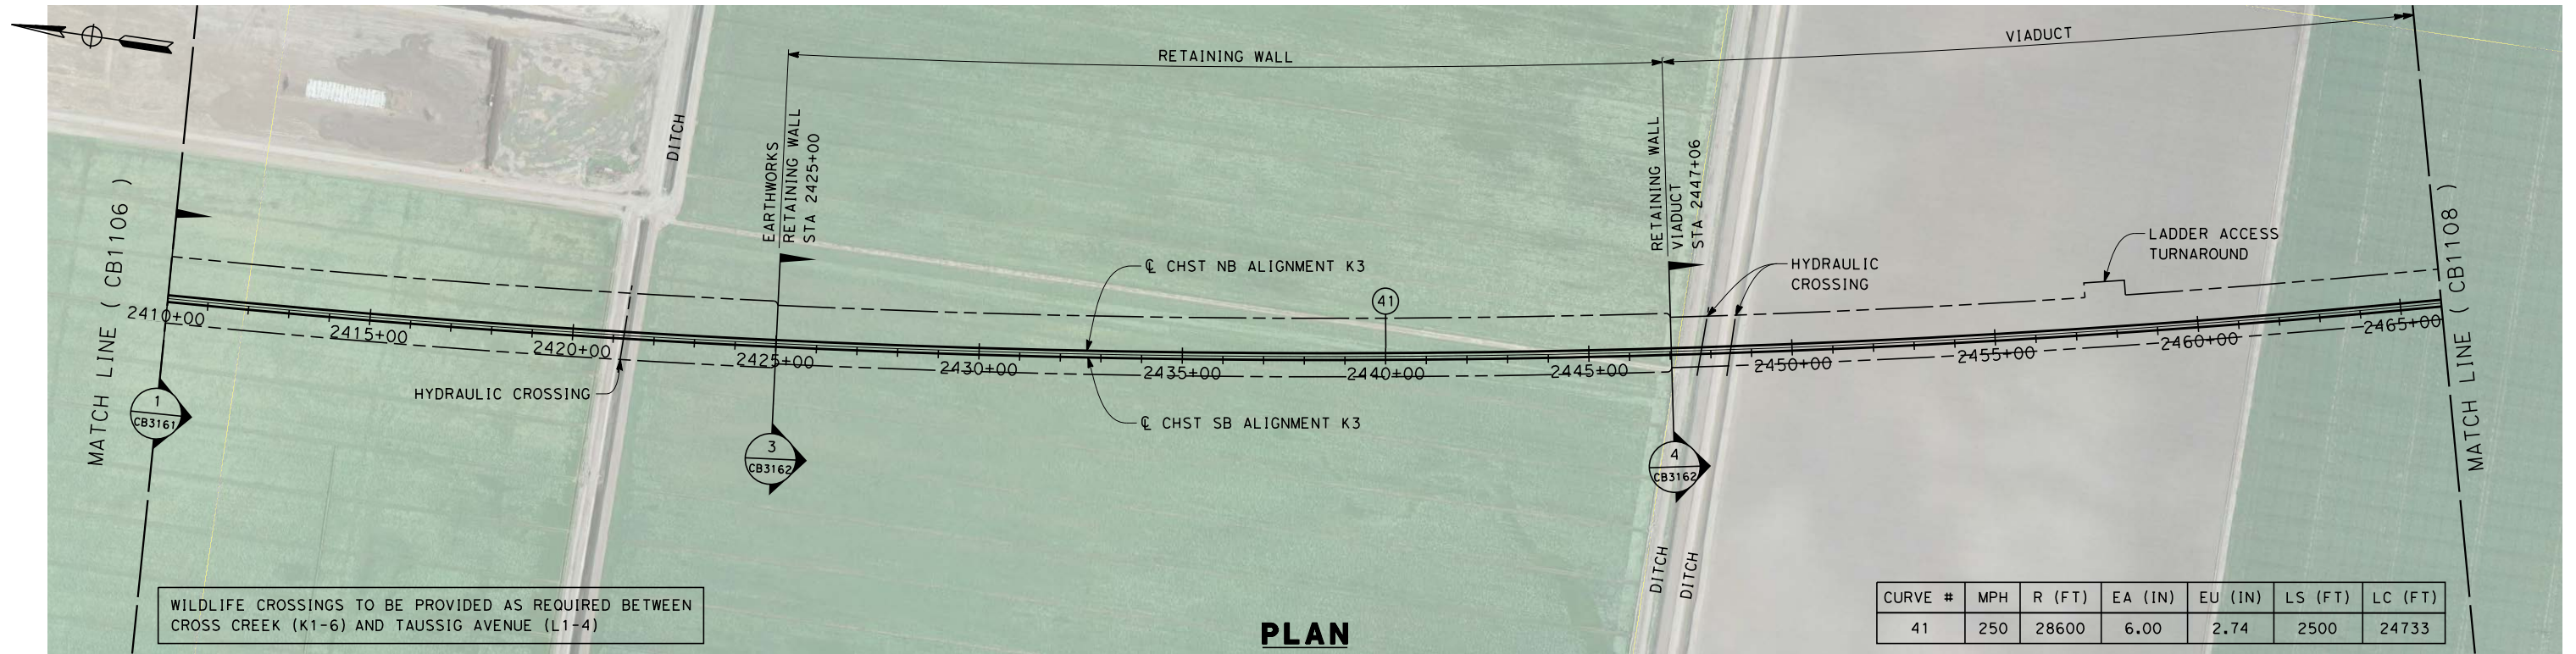 RETAINING WALL
VIADUCT
DITCH
EARTHWORKS
RETAINING WALL
STA 2425+00
RETAINING WALL
VIADUCT
STA 2447+06
MATCH LINE ( CB1106 )
MATCH LINE ( CB1108 )
LADDER ACCESS
TURNAROUND
℄ CHST NB ALIGNMENT K3
HYDRAULIC
CROSSING
41
2410+00
2415+00
2420+00
2425+00
2430+00
2435+00
2440+00
2445+00
2450+00
2455+00
2460+00
2465+00
HYDRAULIC CROSSING
℄ CHST SB ALIGNMENT K3
1
CB3161
3
CB3162
4
CB3162
DITCH
DITCH
WILDLIFE CROSSINGS TO BE PROVIDED AS REQUIRED BETWEEN
CROSS CREEK (K1-6) AND TAUSSIG AVENUE (L1-4)
PLAN
CURVE # MPH R (FT) EA (IN) EU (IN) LS (FT) LC (FT)
41 250 28600 6.00 2.74 2500 24733